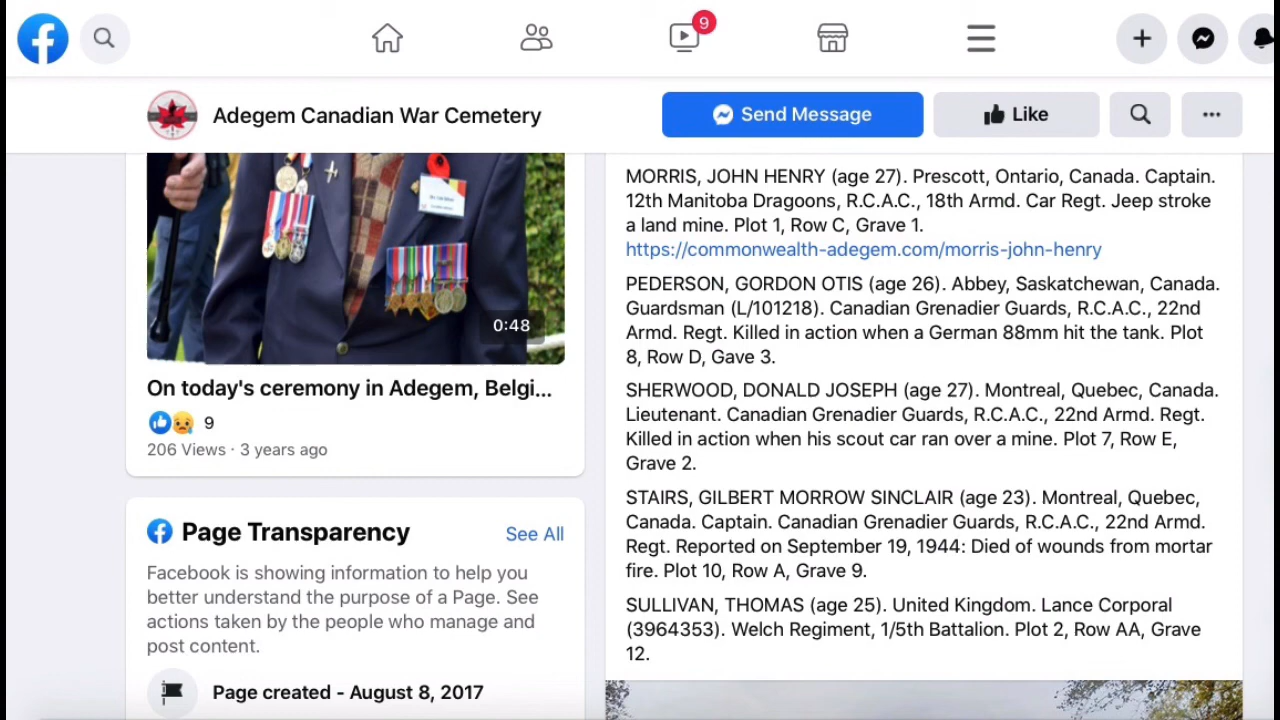 9
Adegem Canadian War Cemetery
Send Message
Like
0:48
On today's ceremony in Adegem, Belgi...
9
206 Views · 3 years ago
Page Transparency
See All
Facebook is showing information to help you
better understand the purpose of a Page. See
actions taken by the people who manage and
post content.
Page created - August 8, 2017
MORRIS, JOHN HENRY (age 27). Prescott, Ontario, Canada. Captain.
12th Manitoba Dragoons, R.C.A.C., 18th Armd. Car Regt. Jeep stroke
a land mine. Plot 1, Row C, Grave 1.
https://commonwealth-adegem.com/morris-john-henry
PEDERSON, GORDON OTIS (age 26). Abbey, Saskatchewan, Canada.
Guardsman (L/101218). Canadian Grenadier Guards, R.C.A.C., 22nd
Armd. Regt. Killed in action when a German 88mm hit the tank. Plot
8, Row D, Gave 3.
SHERWOOD, DONALD JOSEPH (age 27). Montreal, Quebec, Canada.
Lieutenant. Canadian Grenadier Guards, R.C.A.C., 22nd Armd. Regt.
Killed in action when his scout car ran over a mine. Plot 7, Row E,
Grave 2.
STAIRS, GILBERT MORROW SINCLAIR (age 23). Montreal, Quebec,
Canada. Captain. Canadian Grenadier Guards, R.C.A.C., 22nd Armd.
Regt. Reported on September 19, 1944: Died of wounds from mortar
fire. Plot 10, Row A, Grave 9.
SULLIVAN, THOMAS (age 25). United Kingdom. Lance Corporal
(3964353). Welch Regiment, 1/5th Battalion. Plot 2, Row AA, Grave
12.